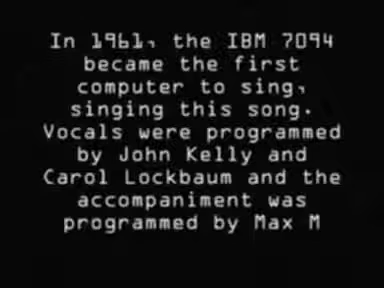 In 1961, the IBM 7094
became the first
computer to sing,
singing this song.
Vocals were programmed
by John Kelly and
Carol Lockbaum and the
accompaniment was
programmed by Max M